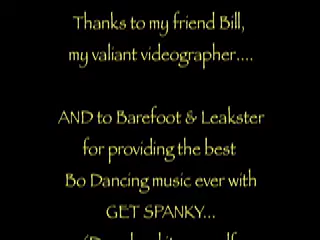 Thanks to my friend Bill,
my valiant videographer....
AND to Barefoot & Leakster
for providing the best
Bo Dancing music ever with
GET SPANKY...